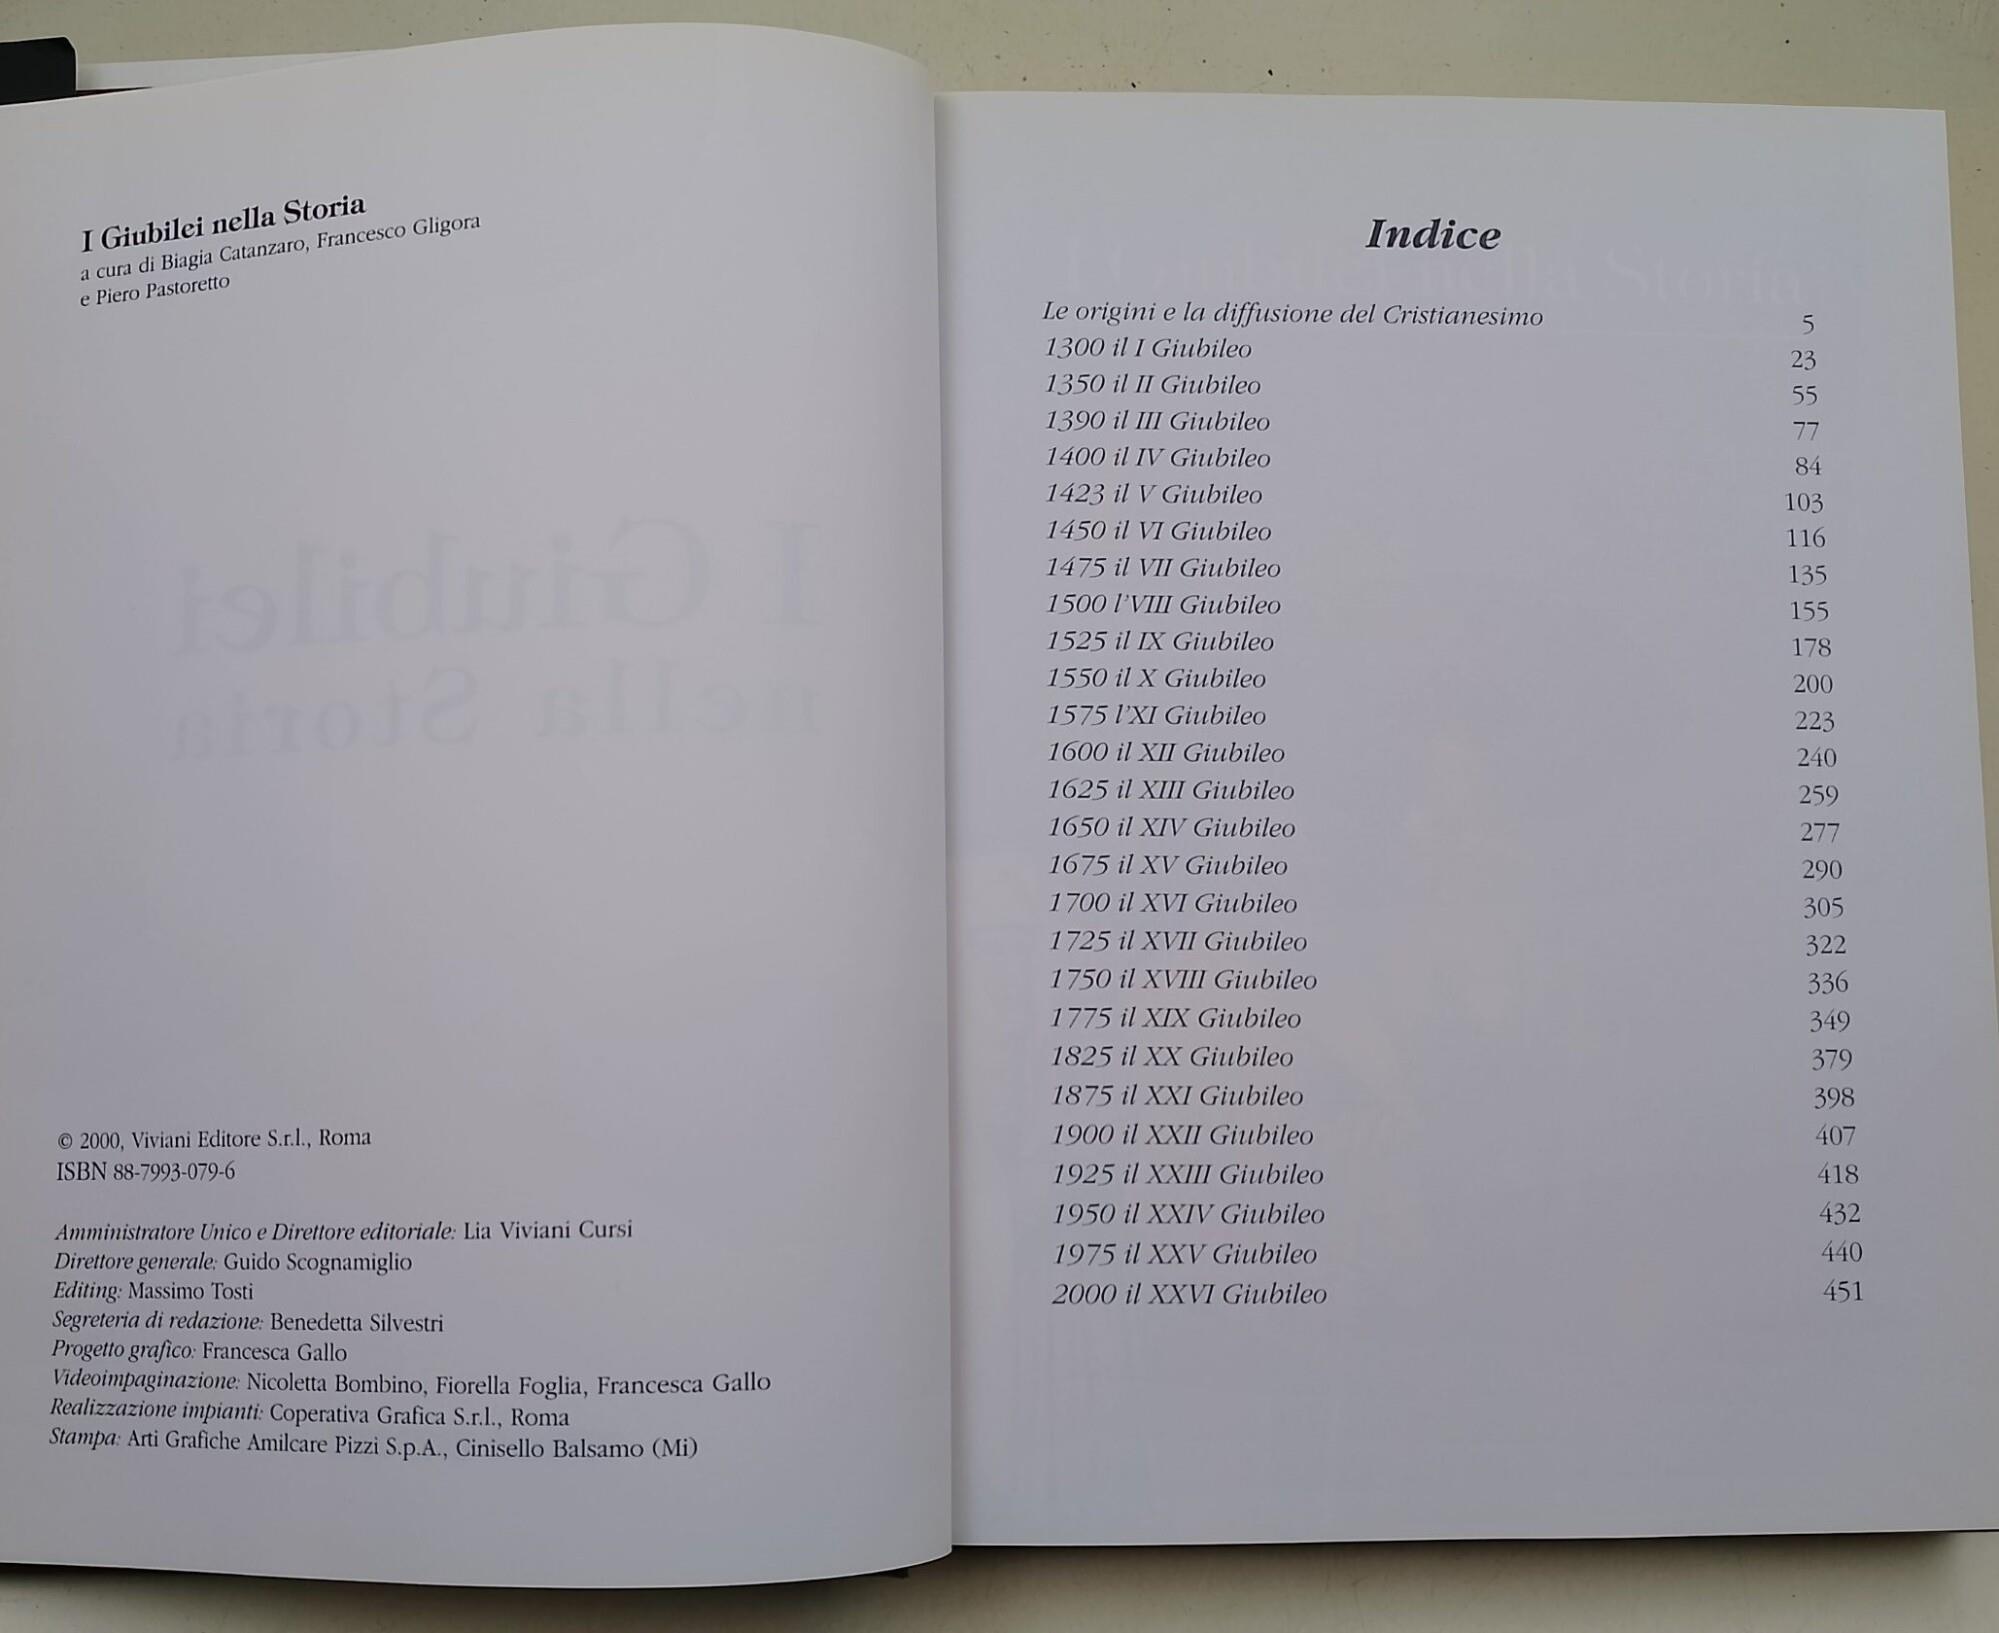 I Giubilei nella Storia
a cura di Biagia Catanzaro, Francesco Gligora
e Piero Pastoretto
© 2000, Viviani Editore S.r.l., Roma
ISBN 88-7993-079-6
Amministratore Unico e Direttore editoriale: Lia Viviani Cursi
Direttore generale: Guido Scognamiglio
Editing: Massimo Tosti
Segreteria di redazione: Benedetta Silvestri
Progetto grafico: Francesca Gallo
Videoimpaginazione: Nicoletta Bombino, Fiorella Foglia, Francesca Gallo
Realizzazione impianti: Coperativa Grafica S.r.l., Roma
Stampa: Arti Grafiche Amilcare Pizzi S.p.A., Cinisello Balsamo (Mi)
I Giubilei
nella Storia
Indice
Le origini e la diffusione del Cristianesimo 5
1300 il I Giubileo 23
1350 il II Giubileo 55
1390 il III Giubileo 77
1400 il IV Giubileo 84
1423 il V Giubileo 103
1450 il VI Giubileo 116
1475 il VII Giubileo 135
1500 l'VIII Giubileo 155
1525 il IX Giubileo 178
1550 il X Giubileo 200
1575 l'XI Giubileo 223
1600 il XII Giubileo 240
1625 il XIII Giubileo 259
1650 il XIV Giubileo 277
1675 il XV Giubileo 290
1700 il XVI Giubileo 305
1725 il XVII Giubileo 322
1750 il XVIII Giubileo 336
1775 il XIX Giubileo 349
1825 il XX Giubileo 379
1875 il XXI Giubileo 398
1900 il XXII Giubileo 407
1925 il XXIII Giubileo 418
1950 il XXIV Giubileo 432
1975 il XXV Giubileo 440
2000 il XXVI Giubileo 451